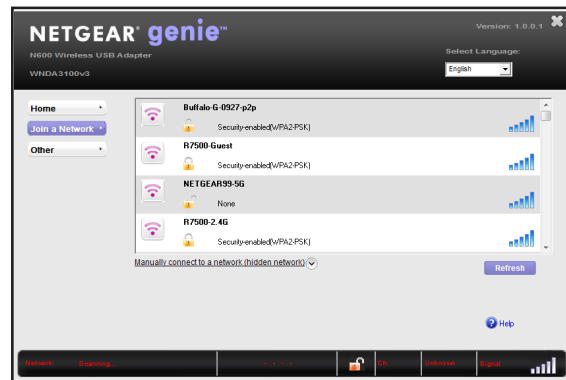 NETGEAR® genie™
Version: 1.0.0.1
N600 Wireless USB Adapter
Select Language:
WNDA3100v3
English
Home
Join a Network
Other
Buffalo-G-0927-p2p
Security-enabled(WPA2-PSK)
R7500-Guest
Security-enabled(WPA2-PSK)
NETGEAR99-5G
None
R7500-2.4G
Security-enabled(WPA2-PSK)
Manually connect to a network (hidden network)
Refresh
Help
Network: Scanning... - . - . - . - Ch. Unknown Signal